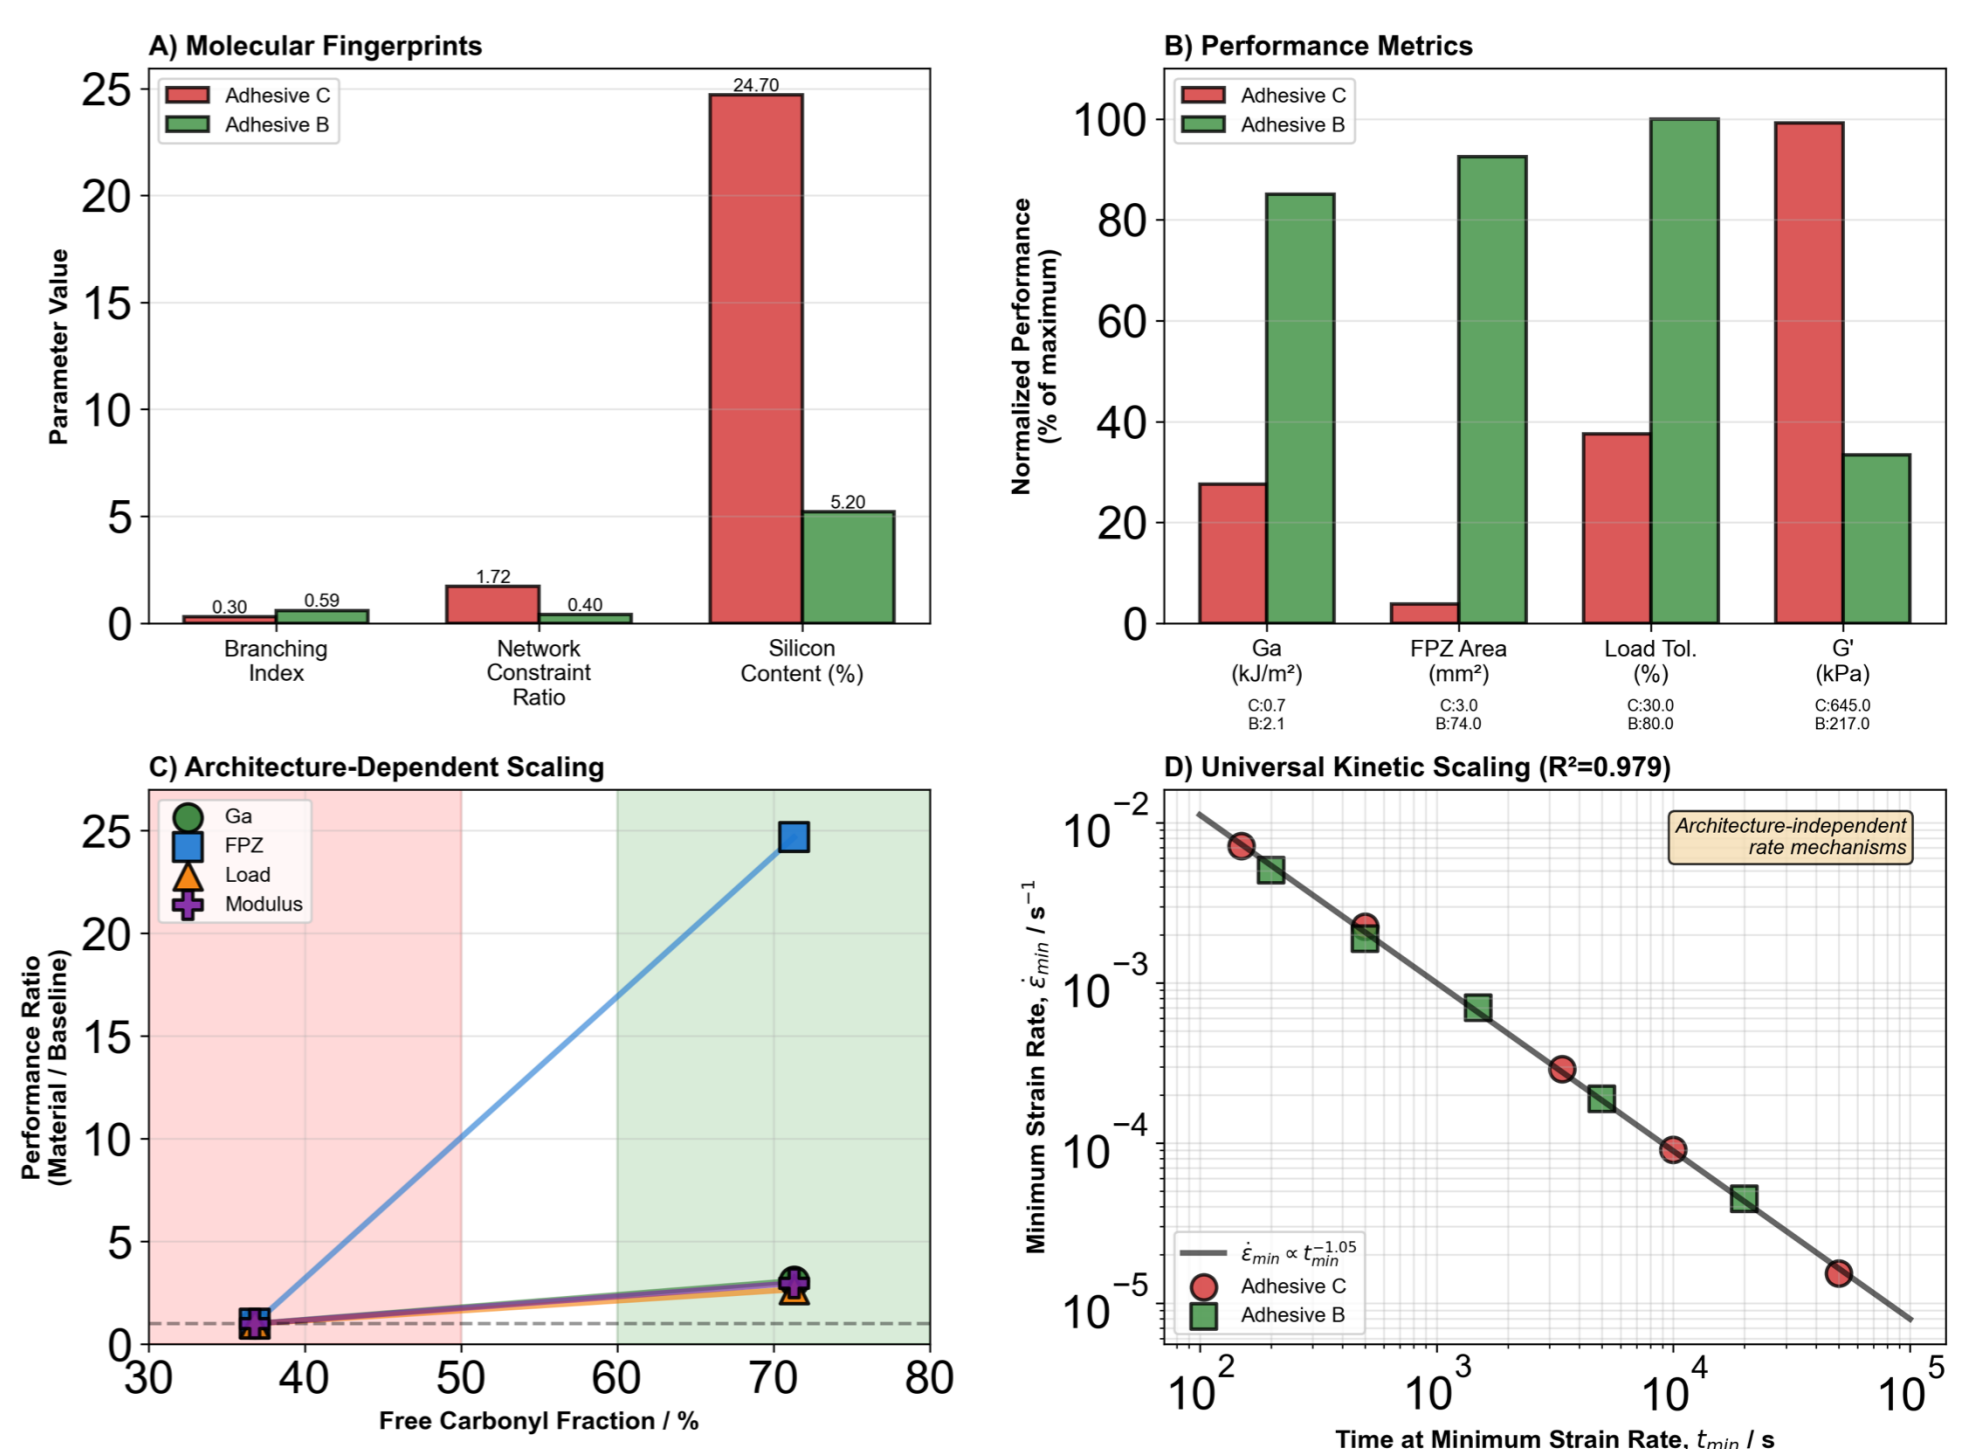 A) Molecular Fingerprints
Adhesive C
Adhesive B
Parameter Value
25
20
15
10
5
0
0.30
0.59
1.72
0.40
24.70
5.20
Branching
Index
Network
Constraint
Ratio
Silicon
Content (%)
B) Performance Metrics
Adhesive C
Adhesive B
Normalized Performance
(% of maximum)
100
80
60
40
20
0
Ga
(kJ/m²)
C:0.7
B:2.1
FPZ Area
(mm²)
C:3.0
B:74.0
Load Tol.
(%)
C:30.0
B:80.0
G'
(kPa)
C:645.0
B:217.0
C) Architecture-Dependent Scaling
Ga
FPZ
Load
Modulus
Performance Ratio
(Material / Baseline)
25
20
15
10
5
0
30 40 50 60 70 80
Free Carbonyl Fraction / %
D) Universal Kinetic Scaling (R²=0.979)
Architecture-independent
rate mechanisms
Minimum Strain Rate, ε̇min / s⁻¹
10⁻²
10⁻³
10⁻⁴
10⁻⁵
ε̇min ∝ tmin⁻¹·⁰⁵
Adhesive C
Adhesive B
10² 10³ 10⁴ 10⁵
Time at Minimum Strain Rate, tmin / s